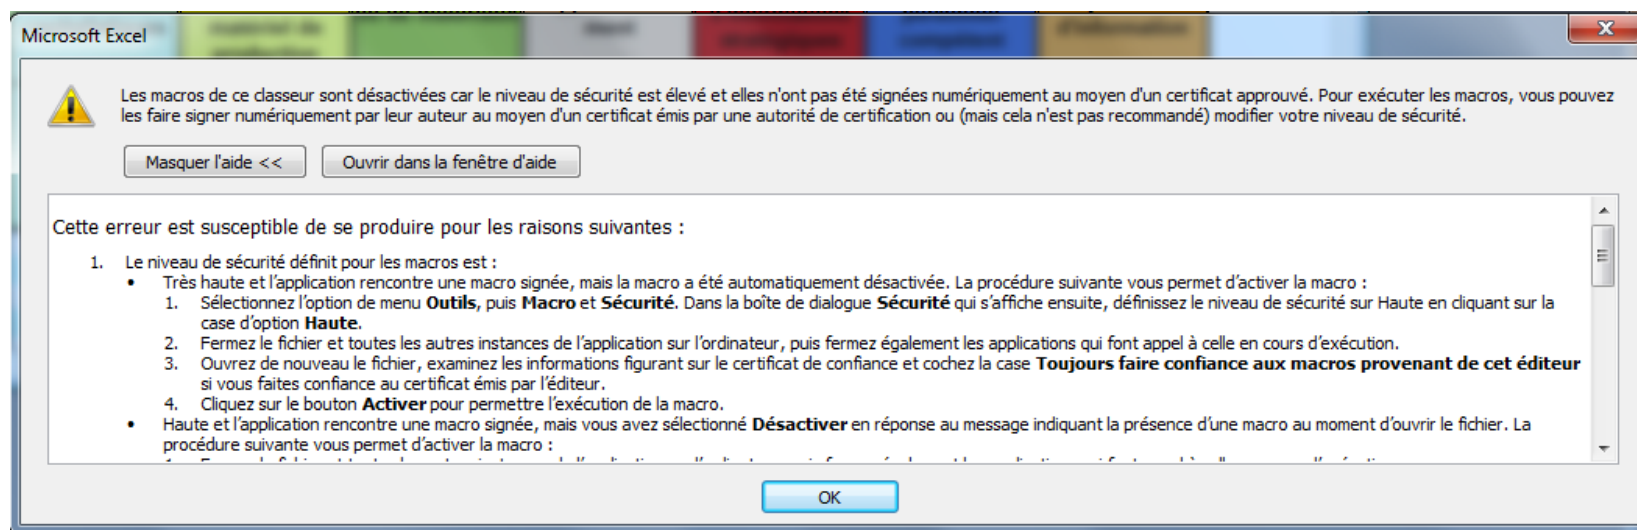 matériel de
production
ment
stratégiques
compétent
d'information
Microsoft Excel
Les macros de ce classeur sont désactivées car le niveau de sécurité est élevé et elles n'ont pas été signées numériquement au moyen d'un certificat approuvé. Pour exécuter les macros, vous pouvez
les faire signer numériquement par leur auteur au moyen d'un certificat émis par une autorité de certification ou (mais cela n'est pas recommandé) modifier votre niveau de sécurité.
Masquer l'aide << Ouvrir dans la fenêtre d'aide
Cette erreur est susceptible de se produire pour les raisons suivantes :
1. Le niveau de sécurité définit pour les macros est :
• Très haute et l’application rencontre une macro signée, mais la macro a été automatiquement désactivée. La procédure suivante vous permet d’activer la macro :
1. Sélectionnez l’option de menu Outils, puis Macro et Sécurité. Dans la boîte de dialogue Sécurité qui s’affiche ensuite, définissez le niveau de sécurité sur Haute en cliquant sur la
case d’option Haute.
2. Fermez le fichier et toutes les autres instances de l’application sur l’ordinateur, puis fermez également les applications qui font appel à celle en cours d’exécution.
3. Ouvrez de nouveau le fichier, examinez les informations figurant sur le certificat de confiance et cochez la case Toujours faire confiance aux macros provenant de cet éditeur
si vous faites confiance au certificat émis par l’éditeur.
4. Cliquez sur le bouton Activer pour permettre l’exécution de la macro.
• Haute et l’application rencontre une macro signée, mais vous avez sélectionné Désactiver en réponse au message indiquant la présence d’une macro au moment d’ouvrir le fichier. La
procédure suivante vous permet d’activer la macro :
OK